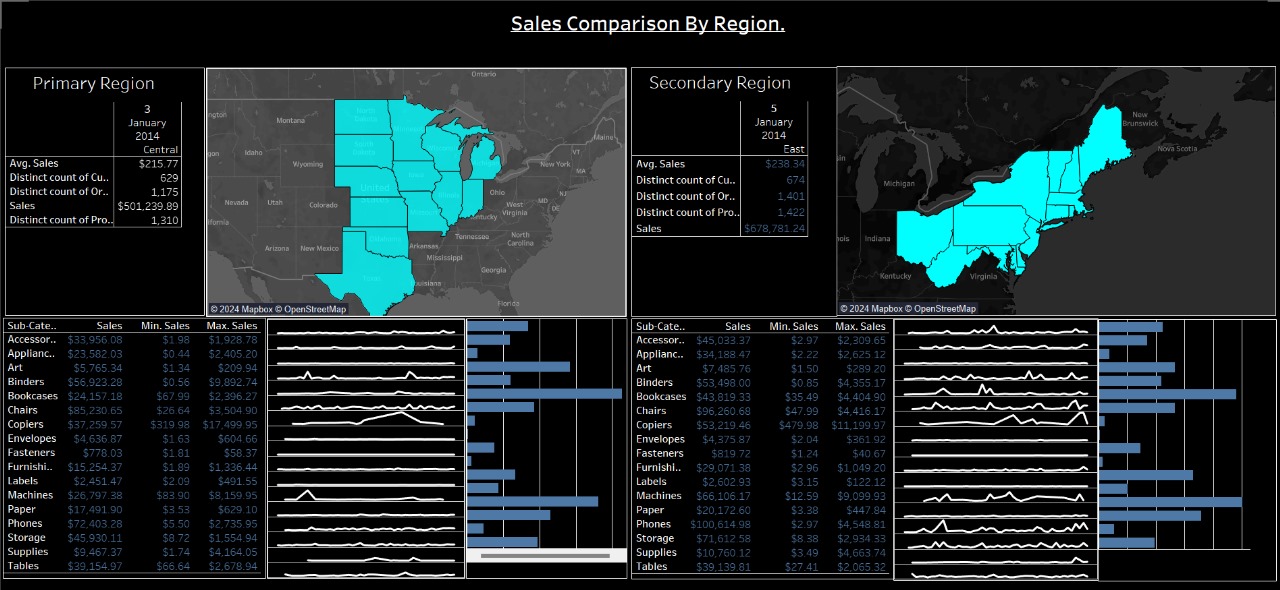 Sales Comparison By Region.
Primary Region
3
January
2014
Central
Avg. Sales $215.77
Distinct count of Cu.. 629
Distinct count of Or.. 1,175
Sales $501,239.89
Distinct count of Pro.. 1,310
Ontario
Montana
Idaho
Wyoming
Nevada
Utah
Colorado
United
Arizona
New Mexico
Arkansas
Mississippi
Tennessee
Georgia
Florida
Ohio
West
Virginia
North
Carolina
New York
Maine
VT
MA
NJ
MD
DE
© 2024 Mapbox © OpenStreetMap
Secondary Region
5
January
2014
East
Avg. Sales $238.34
Distinct count of Cu.. 674
Distinct count of Or.. 1,401
Distinct count of Pro.. 1,422
Sales $678,781.24
New
Brunswick
Nova Scotia
Michigan
Indiana
Kentucky
Virginia
© 2024 Mapbox © OpenStreetMap
Sub-Cate.. Sales Min. Sales Max. Sales
Accessor.. $33,956.08 $1.98 $1,928.78
Applianc.. $23,582.03 $0.44 $2,405.20
Art $5,765.34 $1.34 $209.94
Binders $56,923.28 $0.56 $9,892.74
Bookcases $24,157.18 $67.99 $2,396.27
Chairs $85,230.65 $26.64 $3,504.90
Copiers $37,259.57 $319.98 $17,499.95
Envelopes $4,636.87 $1.63 $604.66
Fasteners $778.03 $1.81 $58.37
Furnishi.. $15,254.37 $1.89 $1,336.44
Labels $2,451.47 $2.09 $491.55
Machines $26,797.38 $83.90 $8,159.95
Paper $17,491.90 $3.53 $629.10
Phones $72,403.28 $5.50 $2,735.95
Storage $45,930.11 $8.72 $1,554.94
Supplies $9,467.37 $1.74 $4,164.05
Tables $39,154.97 $66.64 $2,678.94
Sub-Cate.. Sales Min. Sales Max. Sales
Accessor.. $45,033.37 $2.97 $2,309.65
Applianc.. $34,188.47 $2.22 $2,625.12
Art $7,485.76 $1.50 $289.20
Binders $53,498.00 $0.85 $4,355.17
Bookcases $43,819.33 $35.49 $4,404.90
Chairs $96,260.68 $47.99 $4,416.17
Copiers $53,219.46 $479.98 $11,199.97
Envelopes $4,375.87 $2.04 $361.92
Fasteners $819.72 $1.24 $40.67
Furnishi.. $29,071.38 $2.96 $1,049.20
Labels $2,602.93 $3.15 $122.12
Machines $66,106.17 $12.59 $9,099.93
Paper $20,172.60 $3.38 $447.84
Phones $100,614.98 $2.97 $4,548.81
Storage $71,612.58 $8.38 $2,934.33
Supplies $10,760.12 $3.49 $4,663.74
Tables $39,139.81 $27.41 $2,065.32